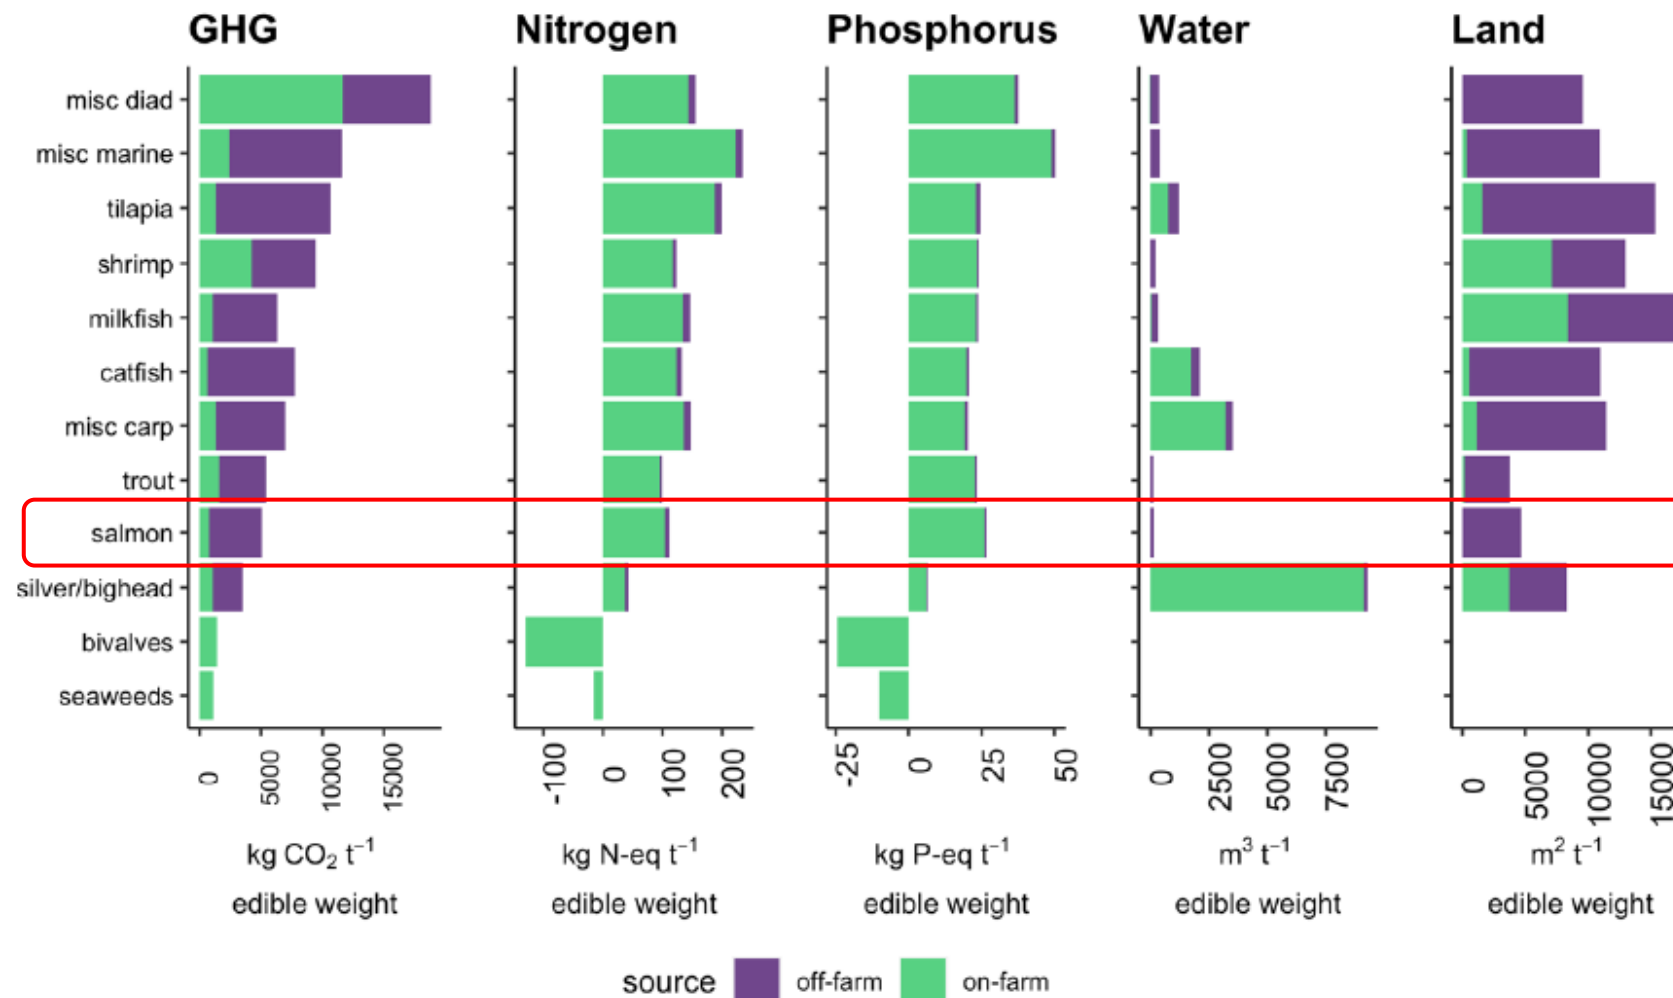 GHG Nitrogen Phosphorus Water Land
misc diad
misc marine
tilapia
shrimp
milkfish
catfish
misc carp
trout
salmon
silver/bighead
bivalves
seaweeds
0 5000 10000 15000 -100 0 100 200 -25 0 25 50 0 2500 5000 7500 0 5000 10000 15000
kg CO₂ t⁻¹ kg N-eq t⁻¹ kg P-eq t⁻¹ m³ t⁻¹ m² t⁻¹
edible weight edible weight edible weight edible weight edible weight
source off-farm on-farm